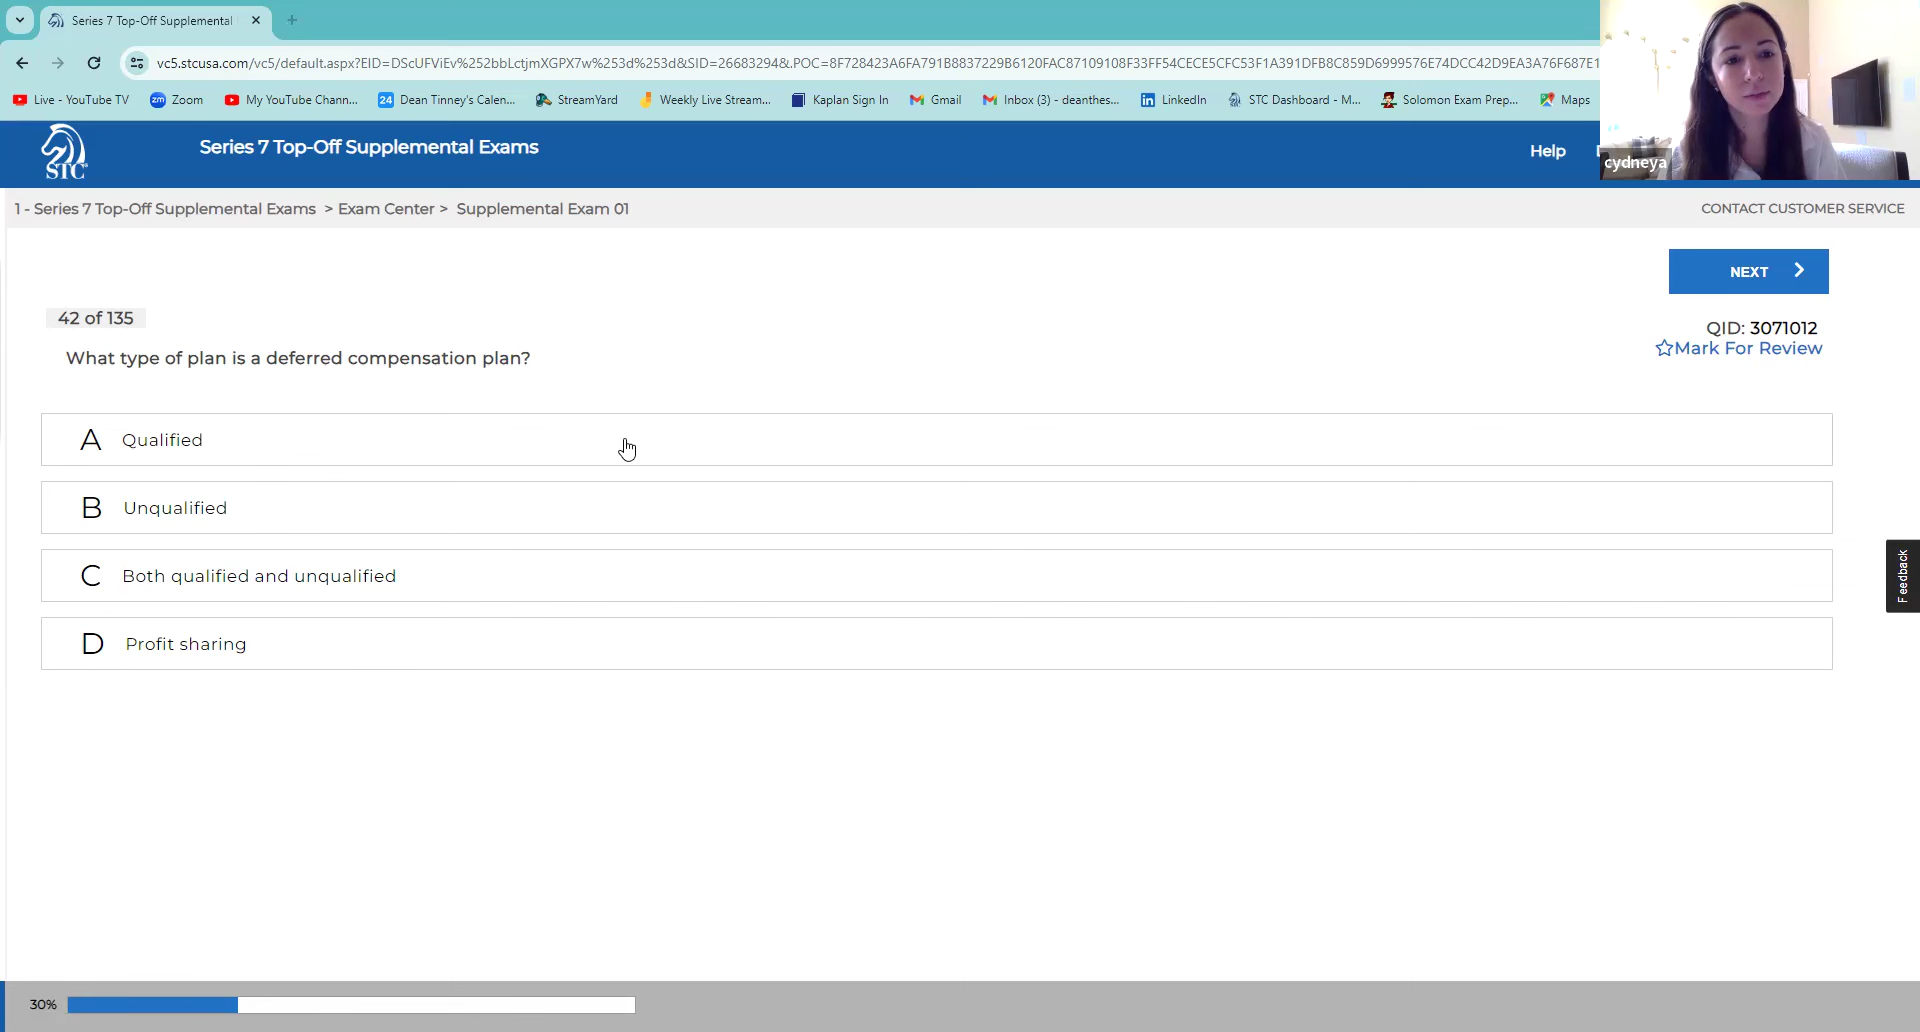 Series 7 Top-Off Supplemental
vc5.stcusa.com/vc5/default.aspx?EID=DScUFViEv%252bbLctjmXGPX7w%253d%253d&SID=26683294&.POC=8F728423A6FA791B8837229B6120FAC87109108F33FF54CECE5CFC53F1A391DFB8C859D6999576E74DCC42D9EA3A76F687E1
Live - YouTube TV
Zoom
My YouTube Chann...
24 Dean Tinney's Calen...
StreamYard
Weekly Live Stream...
Kaplan Sign In
Gmail
Inbox (3) - deanthes...
LinkedIn
STC Dashboard - M...
Solomon Exam Prep...
Maps
cydneya
STC
Series 7 Top-Off Supplemental Exams
Help
1 - Series 7 Top-Off Supplemental Exams > Exam Center > Supplemental Exam 01
CONTACT CUSTOMER SERVICE
NEXT
42 of 135
QID: 3071012
Mark For Review
What type of plan is a deferred compensation plan?
A Qualified
B Unqualified
C Both qualified and unqualified
D Profit sharing
Feedback
30%